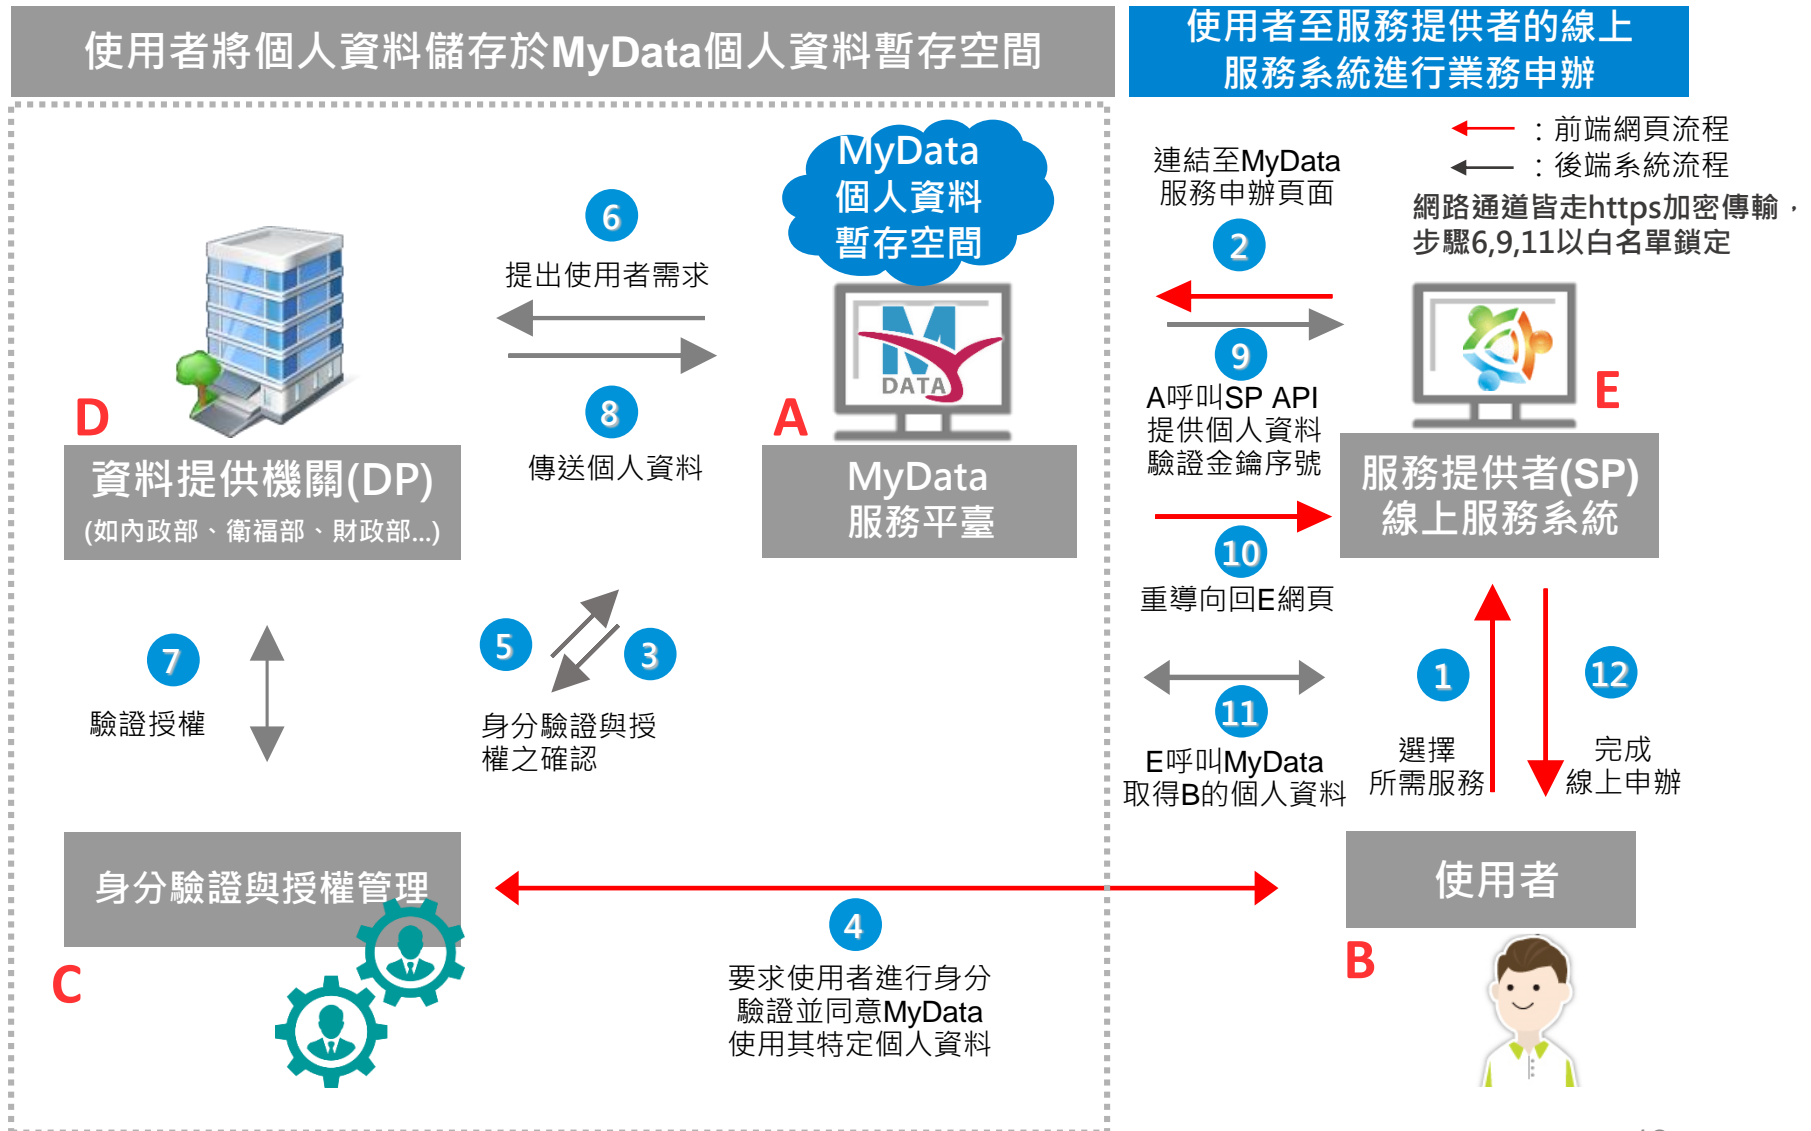 使用者將個人資料儲存於MyData個人資料暫存空間
使用者至服務提供者的線上
服務系統進行業務申辦
：前端網頁流程
：後端系統流程
網路通道皆走https加密傳輸，
步驟6,9,11以白名單鎖定
MyData
個人資料
暫存空間
6
提出使用者需求
8
傳送個人資料
D
資料提供機關(DP)
(如內政部、衛福部、財政部...)
DATA
A
MyData
服務平臺
連結至MyData
服務申辦頁面
2
9
A呼叫SP API
提供個人資料
驗證金鑰序號
10
重導向回E網頁
11
E呼叫MyData
取得B的個人資料
E
服務提供者(SP)
線上服務系統
1
選擇
所需服務
12
完成
線上申辦
7
驗證授權
5
3
身分驗證與授
權之確認
身分驗證與授權管理
C
4
要求使用者進行身分
驗證並同意MyData
使用其特定個人資料
使用者
B